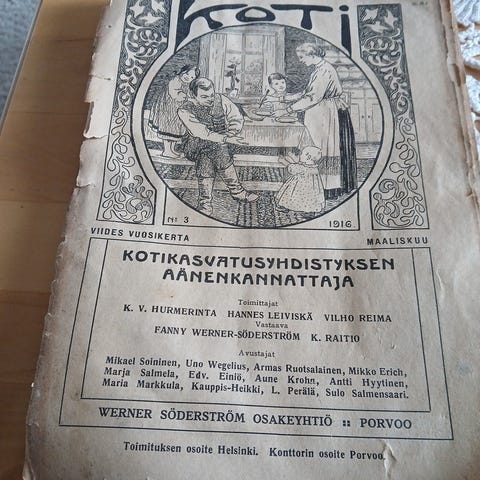 KOTI
N: 3
1916.
VIIDES VUOSIKERTA
MAALISKUU
KOTIKASVATUSYHDISTYKSEN
ÄÄNENKANNATTAJA
Toimittajat
K. V. HURMERINTA HANNES LEIVISKÄ VILHO REIMA
Vastaava
FANNY WERNER-SÖDERSTRÖM K. RAITIO
Avustajat
Mikael Soininen, Uno Wegelius, Armas Ruotsalainen, Mikko Erich,
Marja Salmela, Edv. Einiö, Aune Krohn, Antti Hyytinen,
Maria Markkula, Kauppis-Heikki, L. Perälä, Sulo Salmensaari.
WERNER SÖDERSTRÖM OSAKEYHTIÖ :: PORVOO
Toimituksen osoite Helsinki. Konttorin osoite Porvoo.